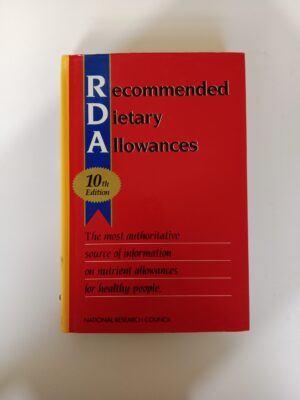 Recommended
Dietary
Allowances
10th
Edition
The most authoritative
source of information
on nutrient allowances
for healthy people.
NATIONAL RESEARCH COUNCIL